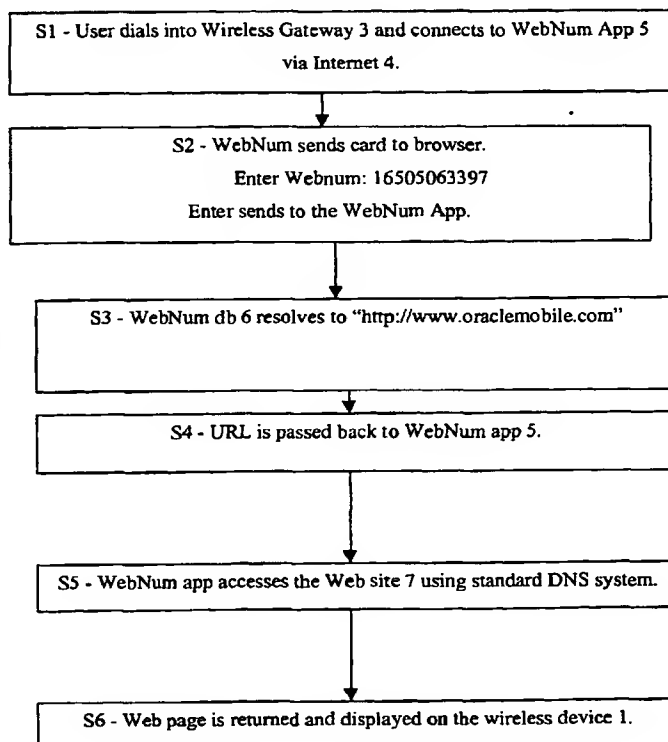 S1 - User dials into Wireless Gateway 3 and connects to WebNum App 5
via Internet 4.
S2 - WebNum sends card to browser.
Enter Webnum: 16505063397
Enter sends to the WebNum App.
S3 - WebNum db 6 resolves to “http://www.oraclemobile.com”
S4 - URL is passed back to WebNum app 5.
S5 - WebNum app accesses the Web site 7 using standard DNS system.
S6 - Web page is returned and displayed on the wireless device 1.